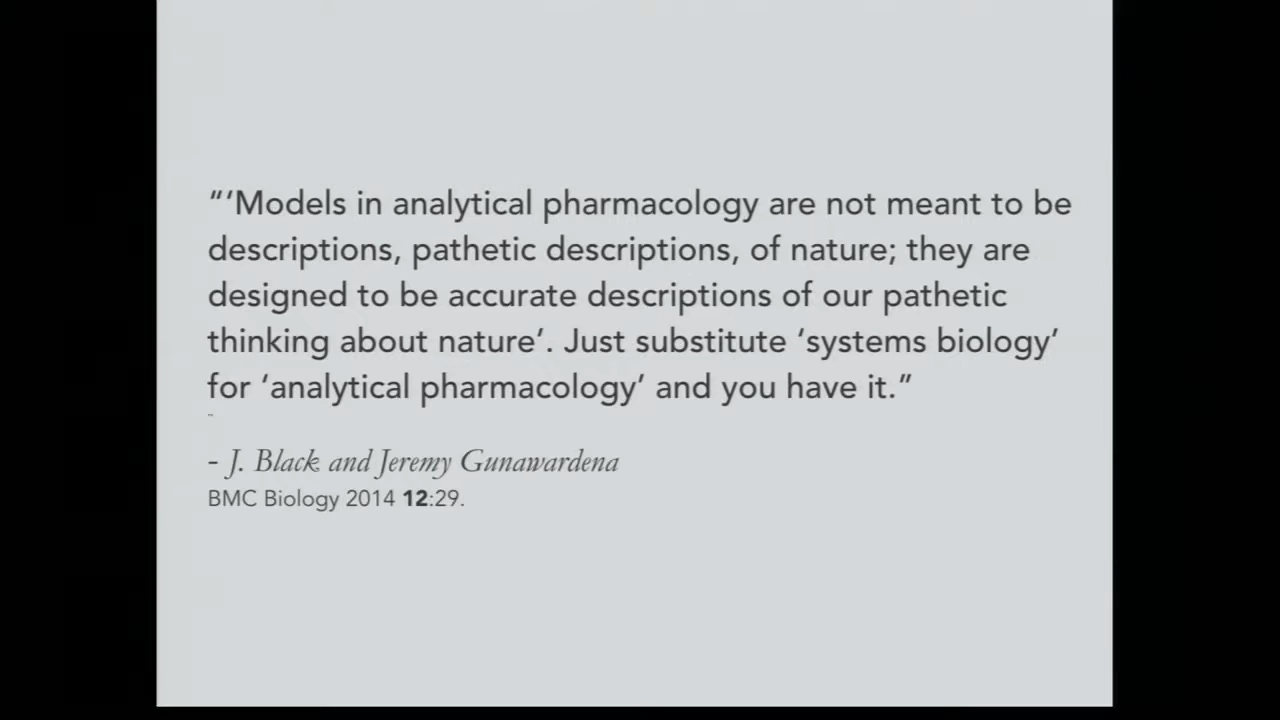 “‘Models in analytical pharmacology are not meant to be
descriptions, pathetic descriptions, of nature; they are
designed to be accurate descriptions of our pathetic
thinking about nature’. Just substitute ‘systems biology’
for ‘analytical pharmacology’ and you have it.”
- J. Black and Jeremy Gunawardena
BMC Biology 2014 12:29.